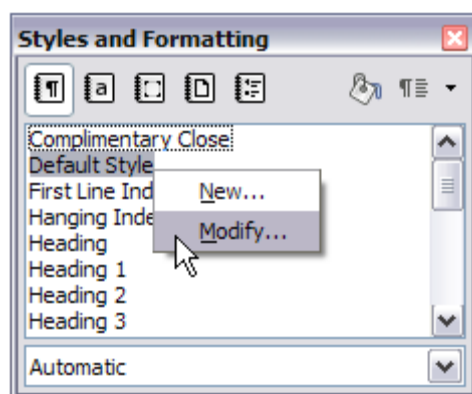 Styles and Formatting
Complimentary Close
Default Style
First Line Ind
Hanging Inde
Heading
Heading 1
Heading 2
Heading 3
New...
Modify...
Automatic